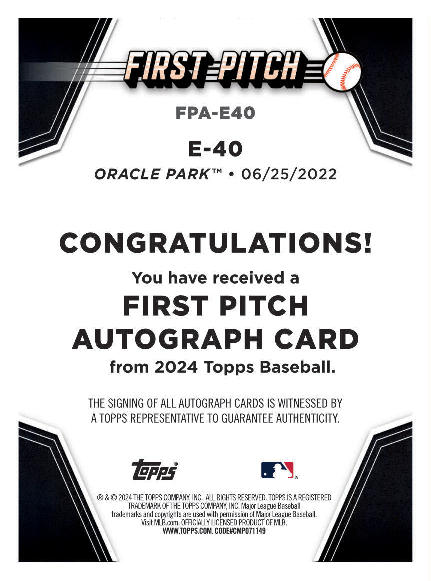 FIRST PITCH
FPA-E40
E-40
ORACLE PARK™ • 06/25/2022
CONGRATULATIONS!
You have received a
FIRST PITCH
AUTOGRAPH CARD
from 2024 Topps Baseball.
THE SIGNING OF ALL AUTOGRAPH CARDS IS WITNESSED BY
A TOPPS REPRESENTATIVE TO GUARANTEE AUTHENTICITY.
topps
® & © 2024 THE TOPPS COMPANY, INC. ALL RIGHTS RESERVED. TOPPS IS A REGISTERED
TRADEMARK OF THE TOPPS COMPANY, INC. Major League Baseball
trademarks and copyrights are used with permission of Major League Baseball.
Visit MLB.com. OFFICIALLY LICENSED PRODUCT OF MLB.
WWW.TOPPS.COM. CODE#CMP071149